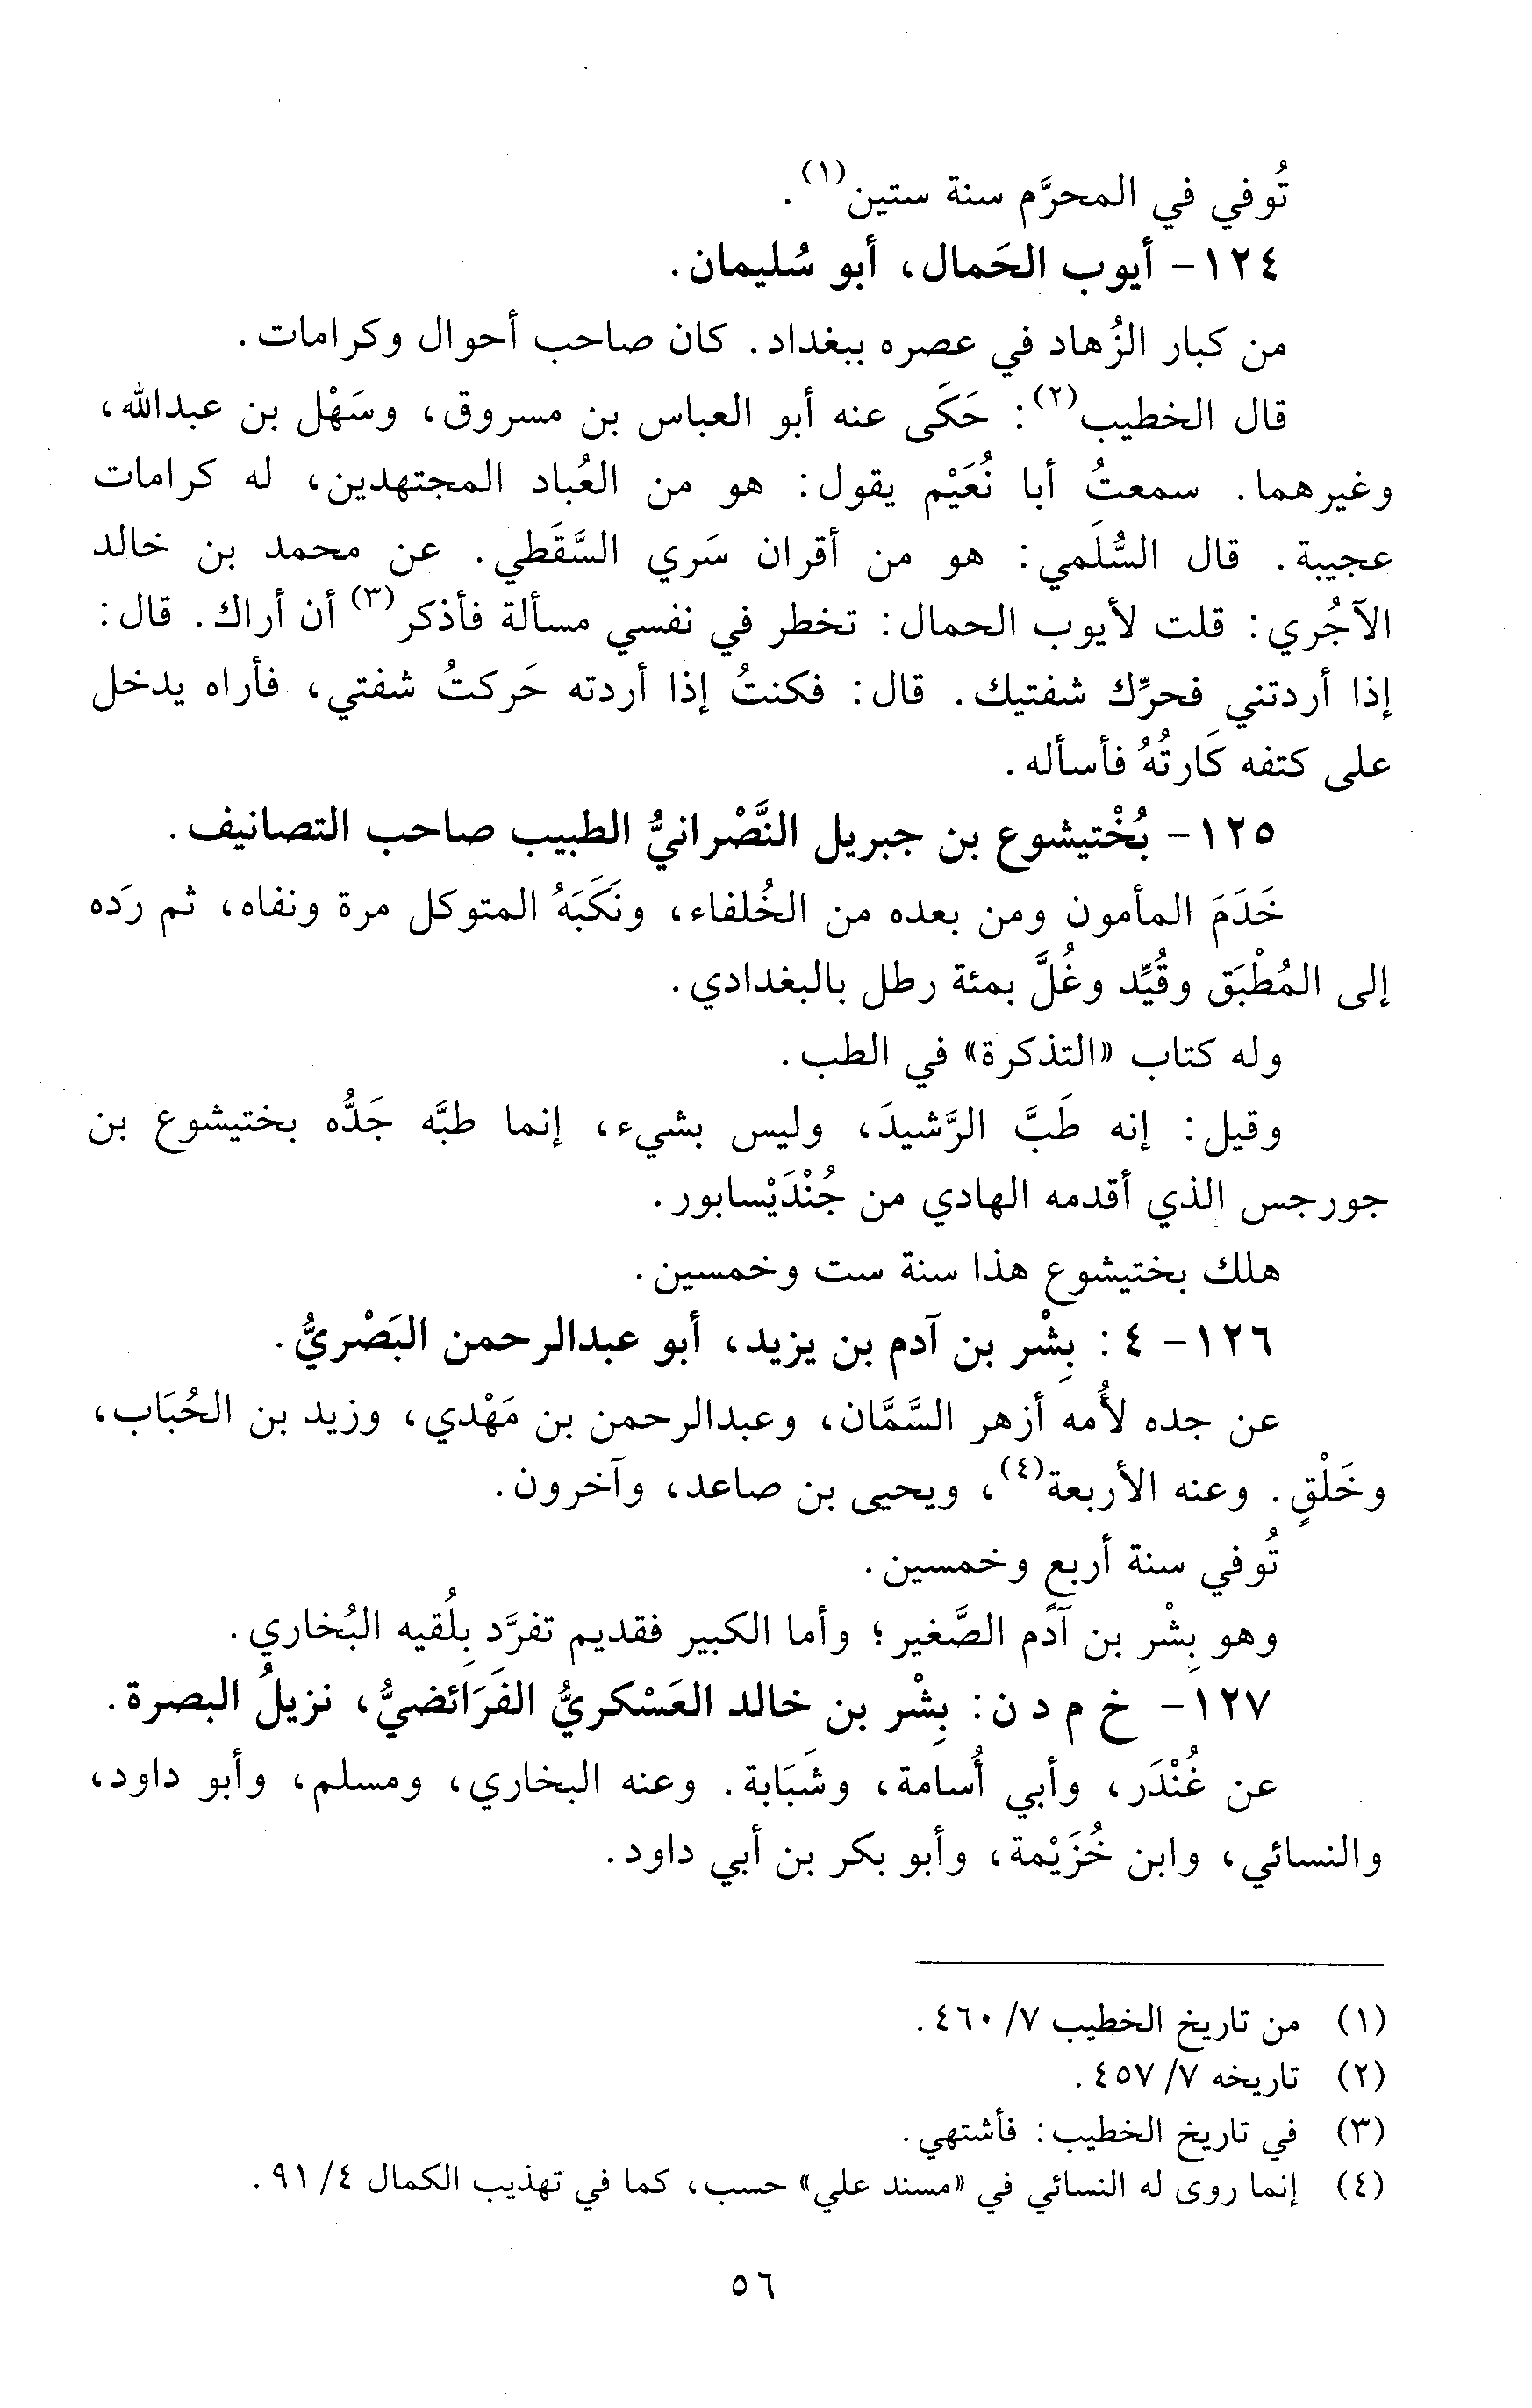 تُوفي في المحرَّم سنة ستين(١).
١٢٤- أيوب الحَمال، أبو سُليمان.
من كبار الزُهاد في عصره ببغداد. كان صاحب أحوال وكرامات.
قال الخطيب(٢): حَكَى عنه أبو العباس بن مسروق، وسَهْل بن عبدالله،
وغيرهما. سمعتُ أبا نُعَيْم يقول: هو من العُباد المجتهدين، له كرامات
عجيبة. قال السُّلَمي: هو من أقران سَري السَّقَطي. عن محمد بن خالد
الآجُري: قلت لأيوب الحمال: تخطر في نفسي مسألة فأذكر(٣) أن أراك. قال:
إذا أردتني فحرِّك شفتيك. قال: فكنتُ إذا أردته حَركتُ شفتي، فأراه يدخل
على كتفه كَارتُهُ فأسأله.
١٢٥- بُخْتيشوع بن جبريل النَّصْرانيُّ الطبيب صاحب التصانيف.
خَدَمَ المأمون ومن بعده من الخُلفاء، ونَكَبَهُ المتوكل مرة ونفاه، ثم رَده
إلى المُطْبَق وقُيِّد وغُلَّ بمئة رطل بالبغدادي.
وله كتاب «التذكرة» في الطب.
وقيل: إنه طَبَّ الرَّشيدَ، وليس بشيء، إنما طبَّه جَدُّه بختيشوع بن
جورجس الذي أقدمه الهادي من جُنْدَيْسابور.
هلك بختيشوع هذا سنة ست وخمسين.
١٢٦- ٤: بِشْر بن آدم بن يزيد، أبو عبدالرحمن البَصْريُّ.
عن جده لأُمه أزهر السَّمَّان، وعبدالرحمن بن مَهْدي، وزيد بن الحُبَاب،
وخَلْقٍ. وعنه الأربعة(٤)، ويحيى بن صاعد، وآخرون.
تُوفي سنة أربعٍ وخمسين.
وهو بِشْر بن آدم الصَّغير؛ وأما الكبير فقديم تفرَّد بِلُقيه البُخاري.
١٢٧- خ م د ن: بِشْر بن خالد العَسْكريُّ الفَرَائضيُّ، نزيلُ البصرة.
عن غُنْدَر، وأبي أُسامة، وشَبَابة. وعنه البخاري، ومسلم، وأبو داود،
والنسائي، وابن خُزَيْمة، وأبو بكر بن أبي داود.
(١) من تاريخ الخطيب ٧/ ٤٦٠.
(٢) تاريخه ٧/ ٤٥٧.
(٣) في تاريخ الخطيب: فأشتهي.
(٤) إنما روى له النسائي في «مسند علي» حسب، كما في تهذيب الكمال ٤/ ٩١.
٥٦